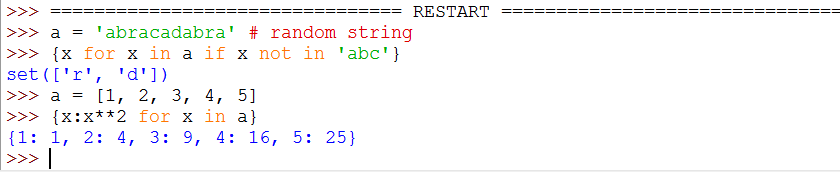 >>> ================================ RESTART ================================
>>> a = 'abracadabra' # random string
>>> {x for x in a if x not in 'abc'}
set(['r', 'd'])
>>> a = [1, 2, 3, 4, 5]
>>> {x:x**2 for x in a}
{1: 1, 2: 4, 3: 9, 4: 16, 5: 25}
>>>